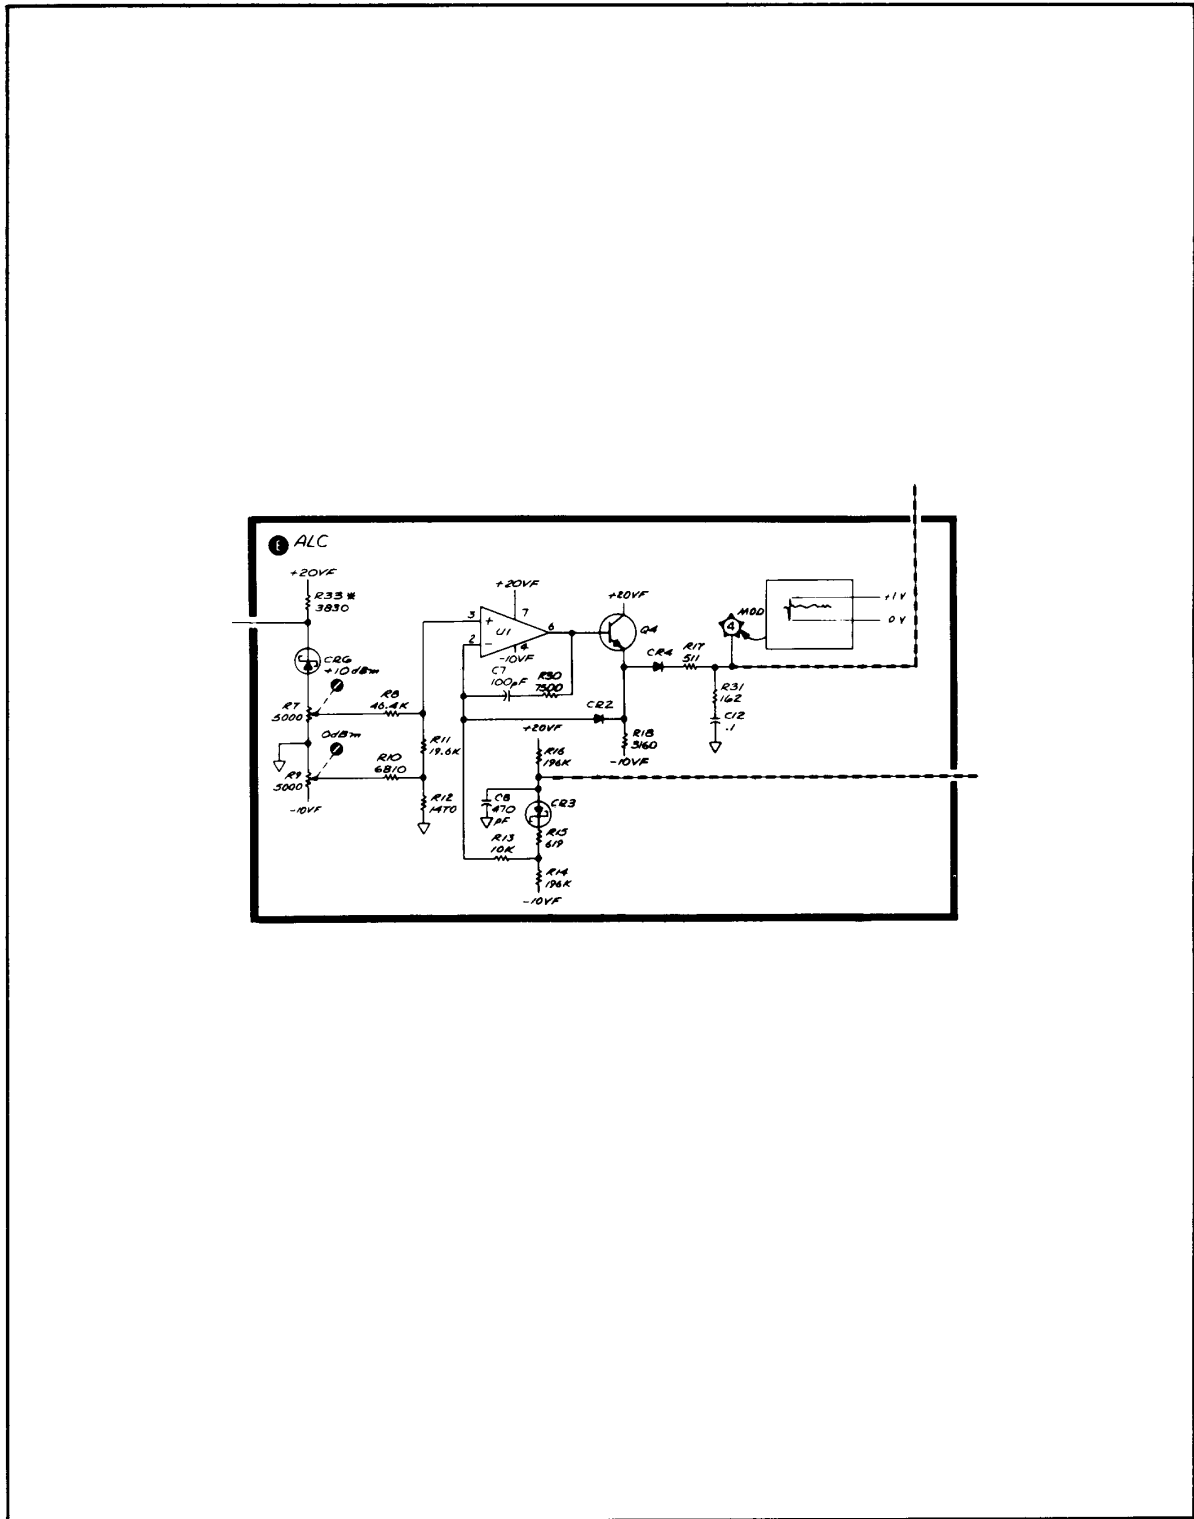 E ALC
+20VF
R33 *
3830
CR6
+10dBm
R7
5000
R8
46.4K
0dBm
R9
5000
-10VF
R10
6810
R11
19.6K
R12
1470
+20VF
3
+
7
U1
6
2
-
4
-10VF
C7
100pF
R30
7500
+20VF
Q4
CR4
R17
511
4
MOD
+1V
0V
R31
162
C12
.1
CR2
R18
3160
-10VF
+20VF
R16
196K
C8
470
pF
CR3
R15
619
R13
10K
R14
196K
-10VF